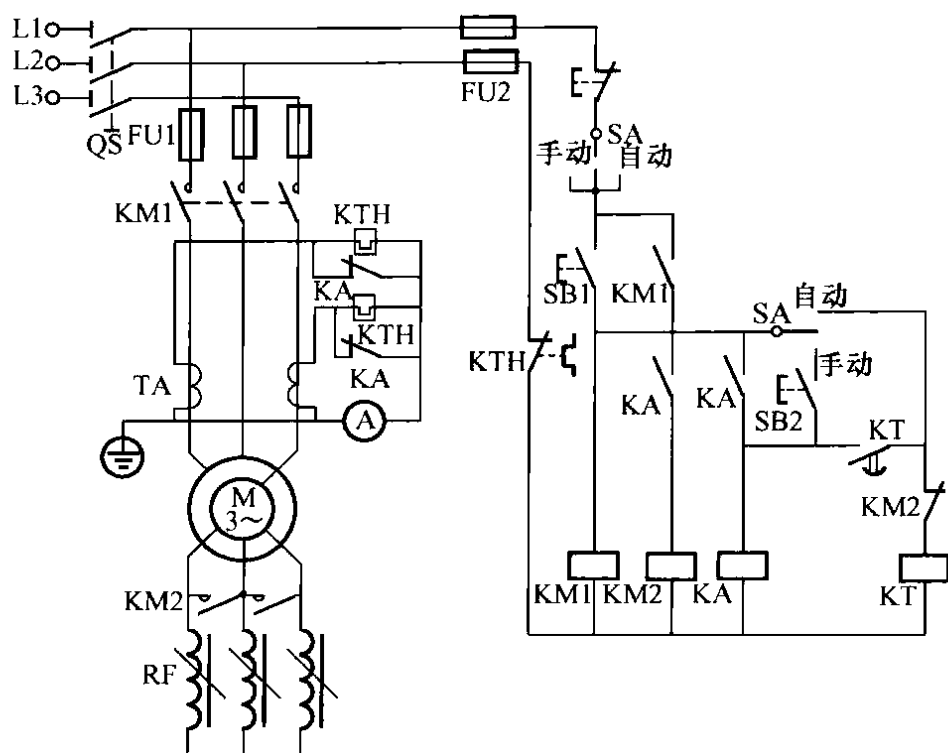 L1
L2
L3
QS
FU1
FU2
SA
手动 自动
KM1
KTH
KA
KTH
KA
TA
A
SB1
KM1
SA
自动
手动
KTH
KA
KA
SB2
KT
KM2
M
3～
KM1
KM2
KA
KT
KM2
RF